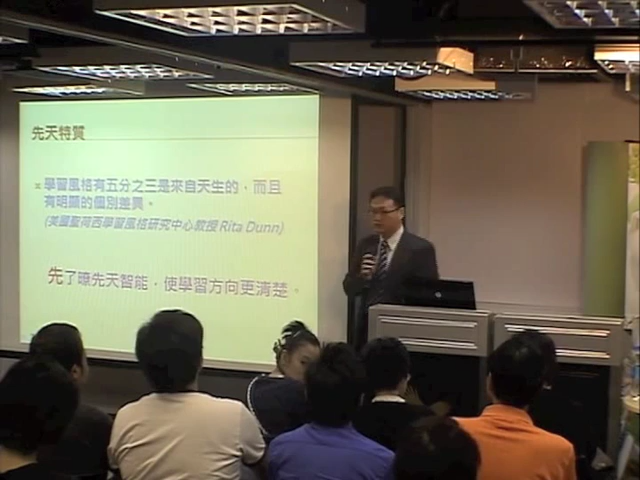 先天特質
學習風格有五分之三是來自天生的，而且
有明顯的個別差異。
(美國聖荷西學習風格研究中心教授 Rita Dunn)
先了瞭先天智能，使學習方向更清楚。